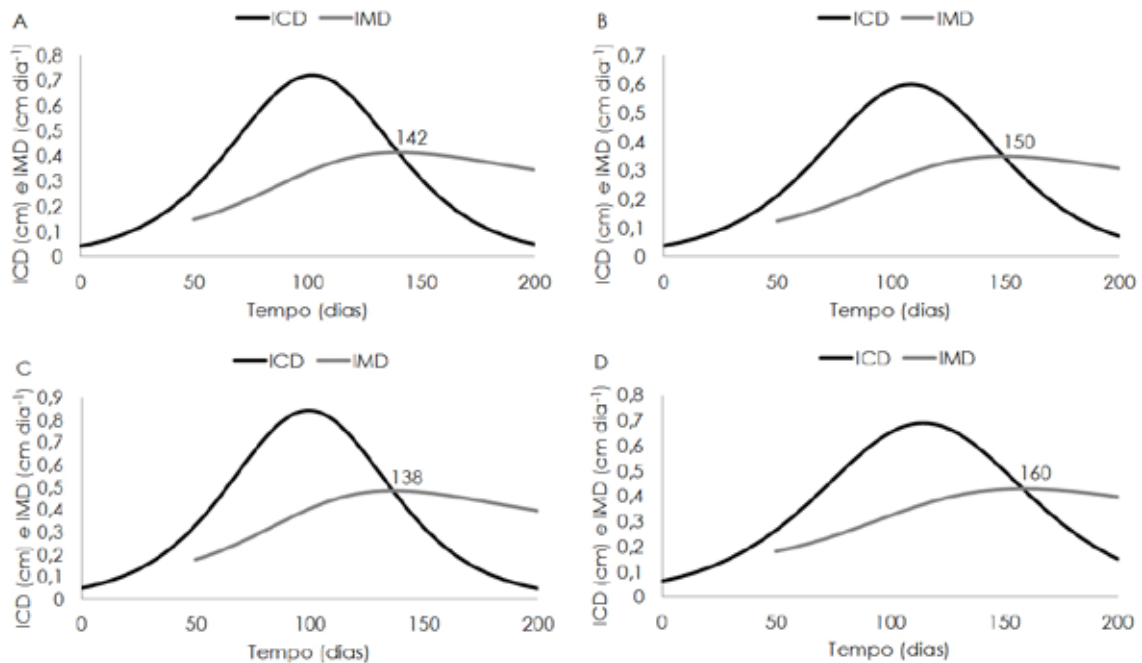 A
ICD IMD
ICD (cm) e IMD (cm dia-1)
0,8
0,7
0,6
0,5
0,4
0,3
0,2
0,1
0
142
0 50 100 150 200
Tempo (dias)
B
ICD IMD
ICD (cm) e IMD (cm dia-1)
0,7
0,6
0,5
0,4
0,3
0,2
0,1
0
150
0 50 100 150 200
Tempo (dias)
C
ICD IMD
ICD (cm) e IMD (cm dia-1)
0,9
0,8
0,7
0,6
0,5
0,4
0,3
0,2
0,1
0
138
0 50 100 150 200
Tempo (dias)
D
ICD IMD
ICD (cm) e IMD (cm dia-1)
0,8
0,7
0,6
0,5
0,4
0,3
0,2
0,1
0
160
0 50 100 150 200
Tempo (dias)